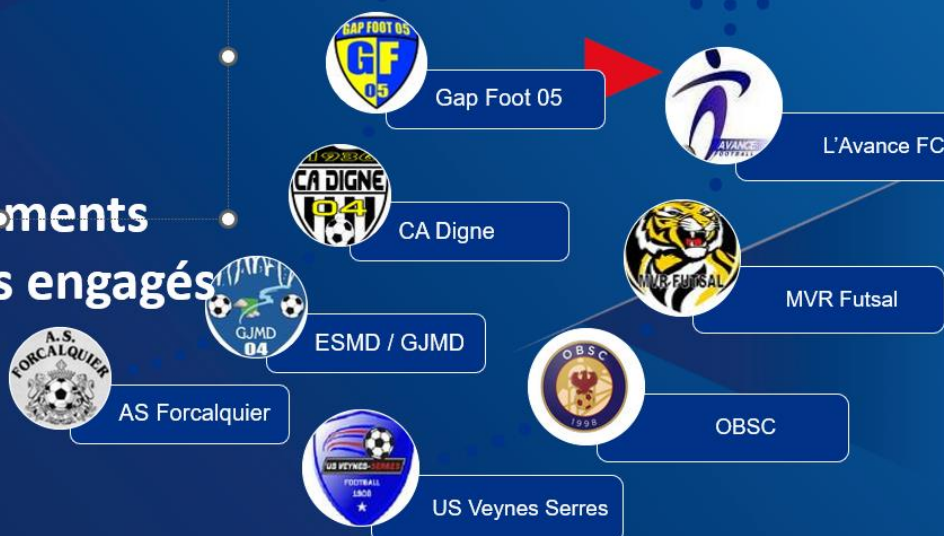 GAP FOOT 05
GF
05
Gap Foot 05
AVANCE
FOOTBALL
L'Avance FC
1986
CA DIGNE
04
CA Digne
ments
s engagés
MVR FUTSAL
MVR Futsal
GJMD
04
ESMD / GJMD
A.S.
FORCALQUIER
AS Forcalquier
OBSC
1998
OBSC
US VEYNES-SERRES
FOOTBALL
1908
US Veynes Serres